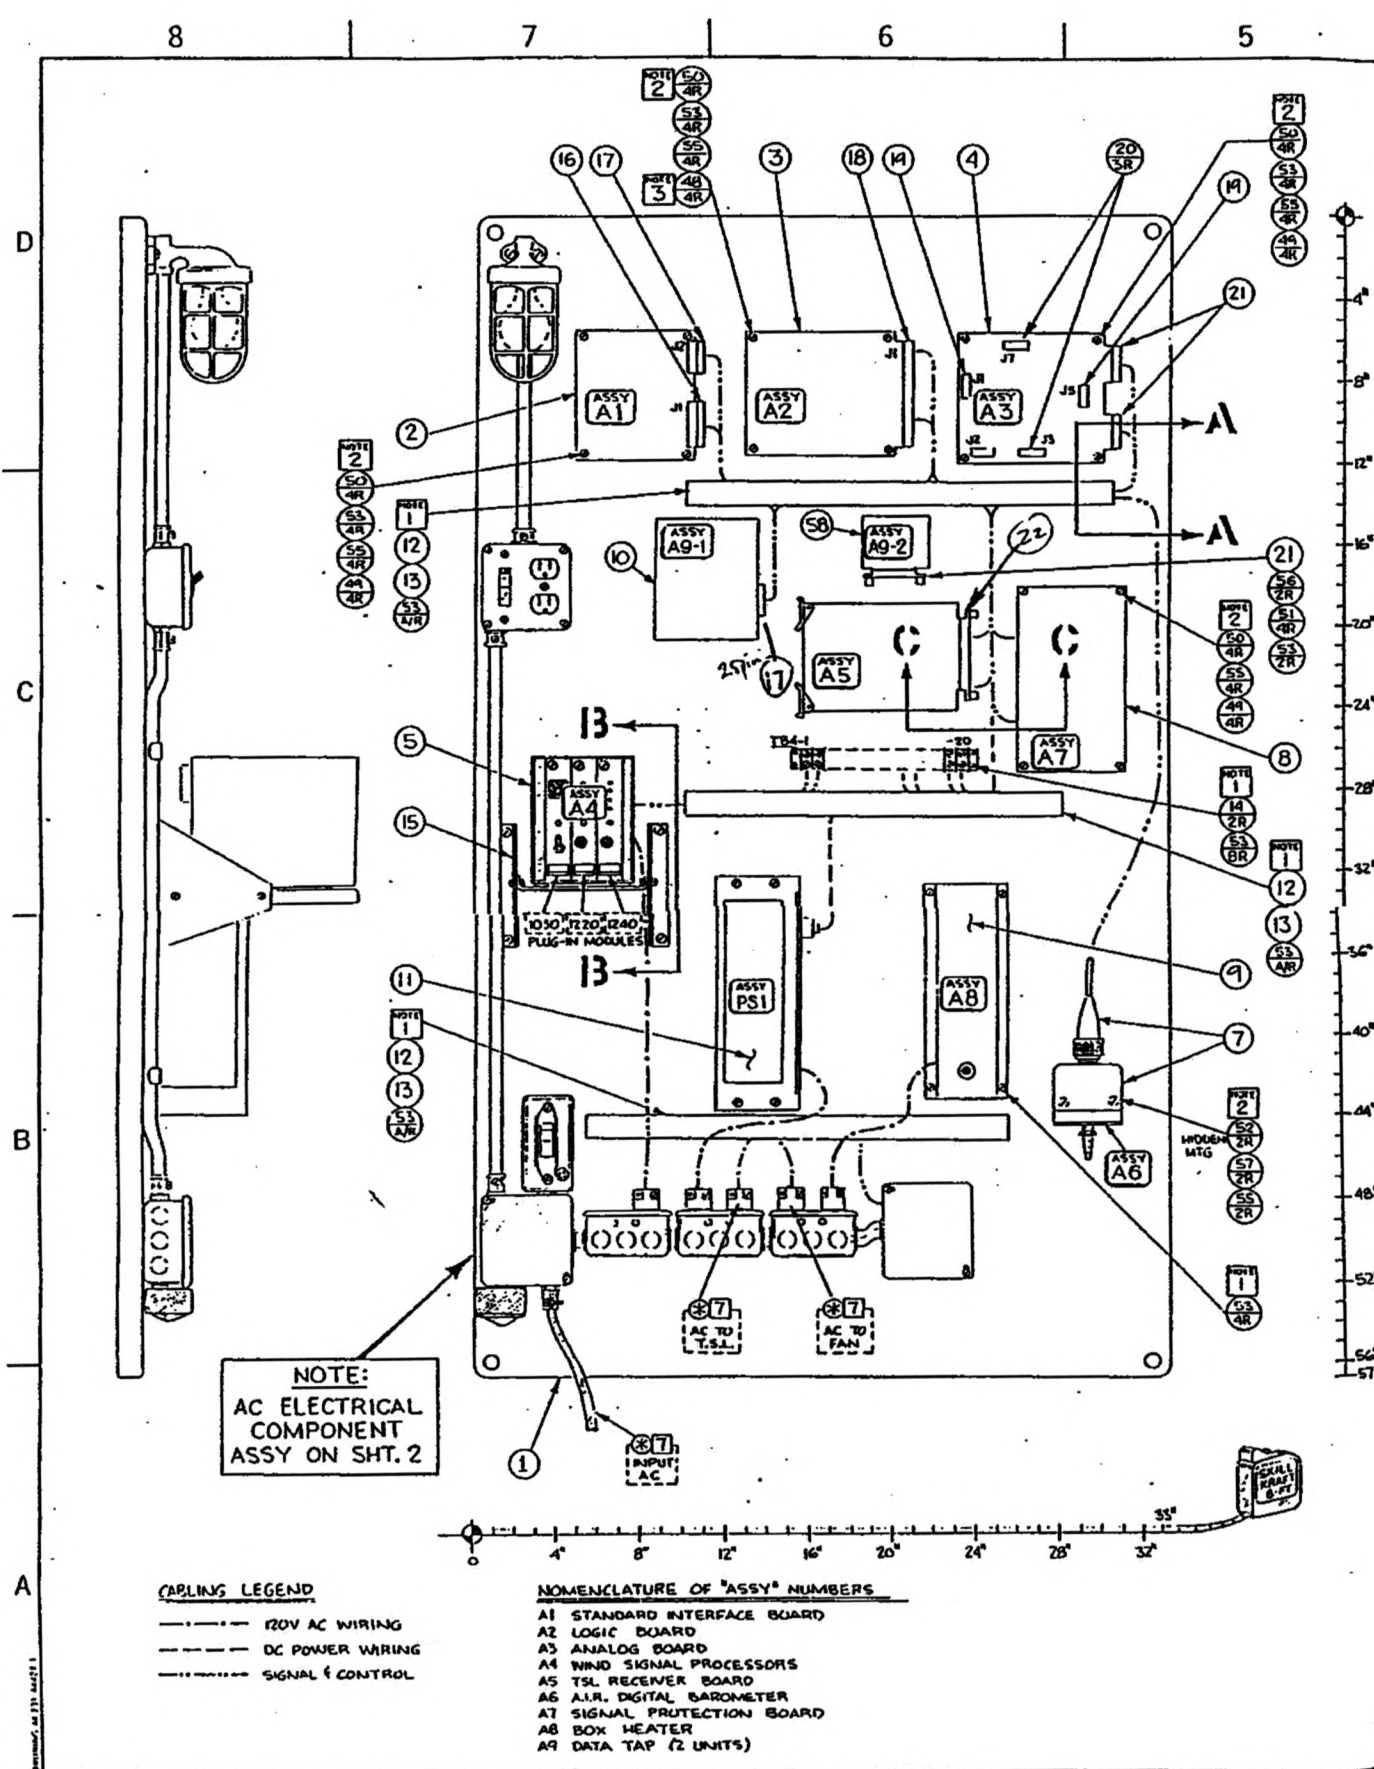 8 7 6 5
D
C
B
A
NOTE 2
50 4R
53 4R
55 4R
NOTE 3
48 4R
16
17
3
18
19
4
20 3R
NOTE 2
50 4R
53 4R
55 4R
49 4R
19
21
2
J2
J1
ASSY A1
J1
ASSY A2
J7
J1
J5
ASSY A3
J2
J3
A
A
NOTE 2
50 4R
53 4R
55 4R
49 4R
NOTE 1
12
13
53 A/R
10
ASSY A9-1
58
ASSY A9-2
22
21
56 2R
51 4R
53 2R
25pin
17
ASSY A5
C
C
NOTE 2
50 4R
55 4R
49 4R
8
ASSY A7
TB4-1
-20
NOTE 1
14 2R
53 8R
NOTE 1
12
13
53 A/R
B
B
5
15
ASSY A4
1030 1220 1240
PLUG-IN MODULES
11
ASSY PS1
ASSY A8
9
7
NOTE 1
12
13
53 A/R
NOTE 2
52 2R
57 2R
55 2R
HIDDEN
MTG
ASSY A6
NOTE 1
53 4R
* 7
AC TO
T.S.L.
* 7
AC TO
FAN
* 7
INPUT
AC
1
NOTE:
AC ELECTRICAL
COMPONENT
ASSY ON SHT. 2
4"
8"
12"
16"
20"
24"
28"
32"
36"
40"
44"
48"
52"
56"
57"
0 4" 8" 12" 16" 20" 24" 28" 32"
33"
SKILL
KRAFT
8-FT
CABLING LEGEND
120V AC WIRING
DC POWER WIRING
SIGNAL & CONTROL
NOMENCLATURE OF "ASSY" NUMBERS
A1 STANDARD INTERFACE BOARD
A2 LOGIC BOARD
A3 ANALOG BOARD
A4 WIND SIGNAL PROCESSORS
A5 TSL RECEIVER BOARD
A6 A.I.R. DIGITAL BAROMETER
A7 SIGNAL PROTECTION BOARD
A8 BOX HEATER
A9 DATA TAP (2 UNITS)